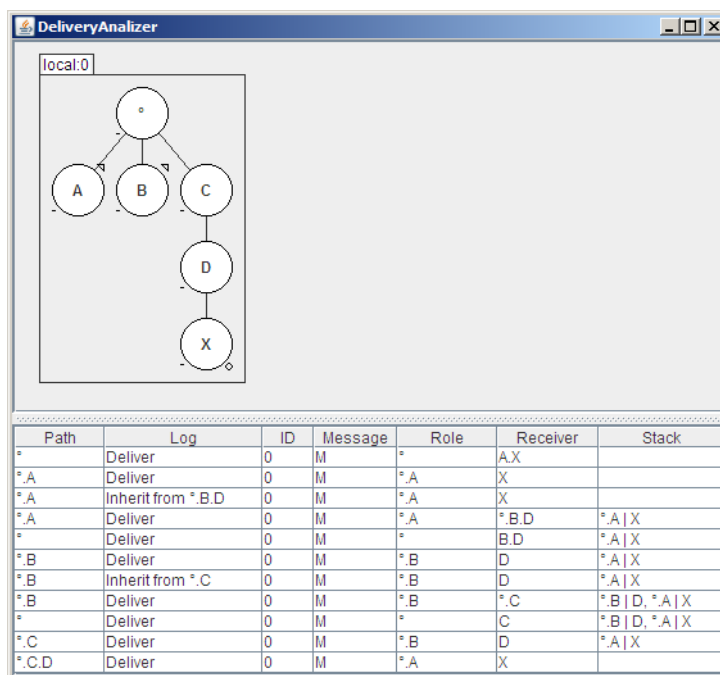 DeliveryAnalizer
local:0
°
A B C
D
X
Path Log ID Message Role Receiver Stack
° Deliver 0 M ° A.X
°.A Deliver 0 M °.A X
°.A Inherit from °.B.D 0 M °.A X
°.A Deliver 0 M °.A °.B.D °.A | X
° Deliver 0 M ° B.D °.A | X
°.B Deliver 0 M °.B D °.A | X
°.B Inherit from °.C 0 M °.B D °.A | X
°.B Deliver 0 M °.B °.C °.B | D, °.A | X
° Deliver 0 M ° C °.B | D, °.A | X
°.C Deliver 0 M °.B D °.A | X
°.C.D Deliver 0 M °.A X